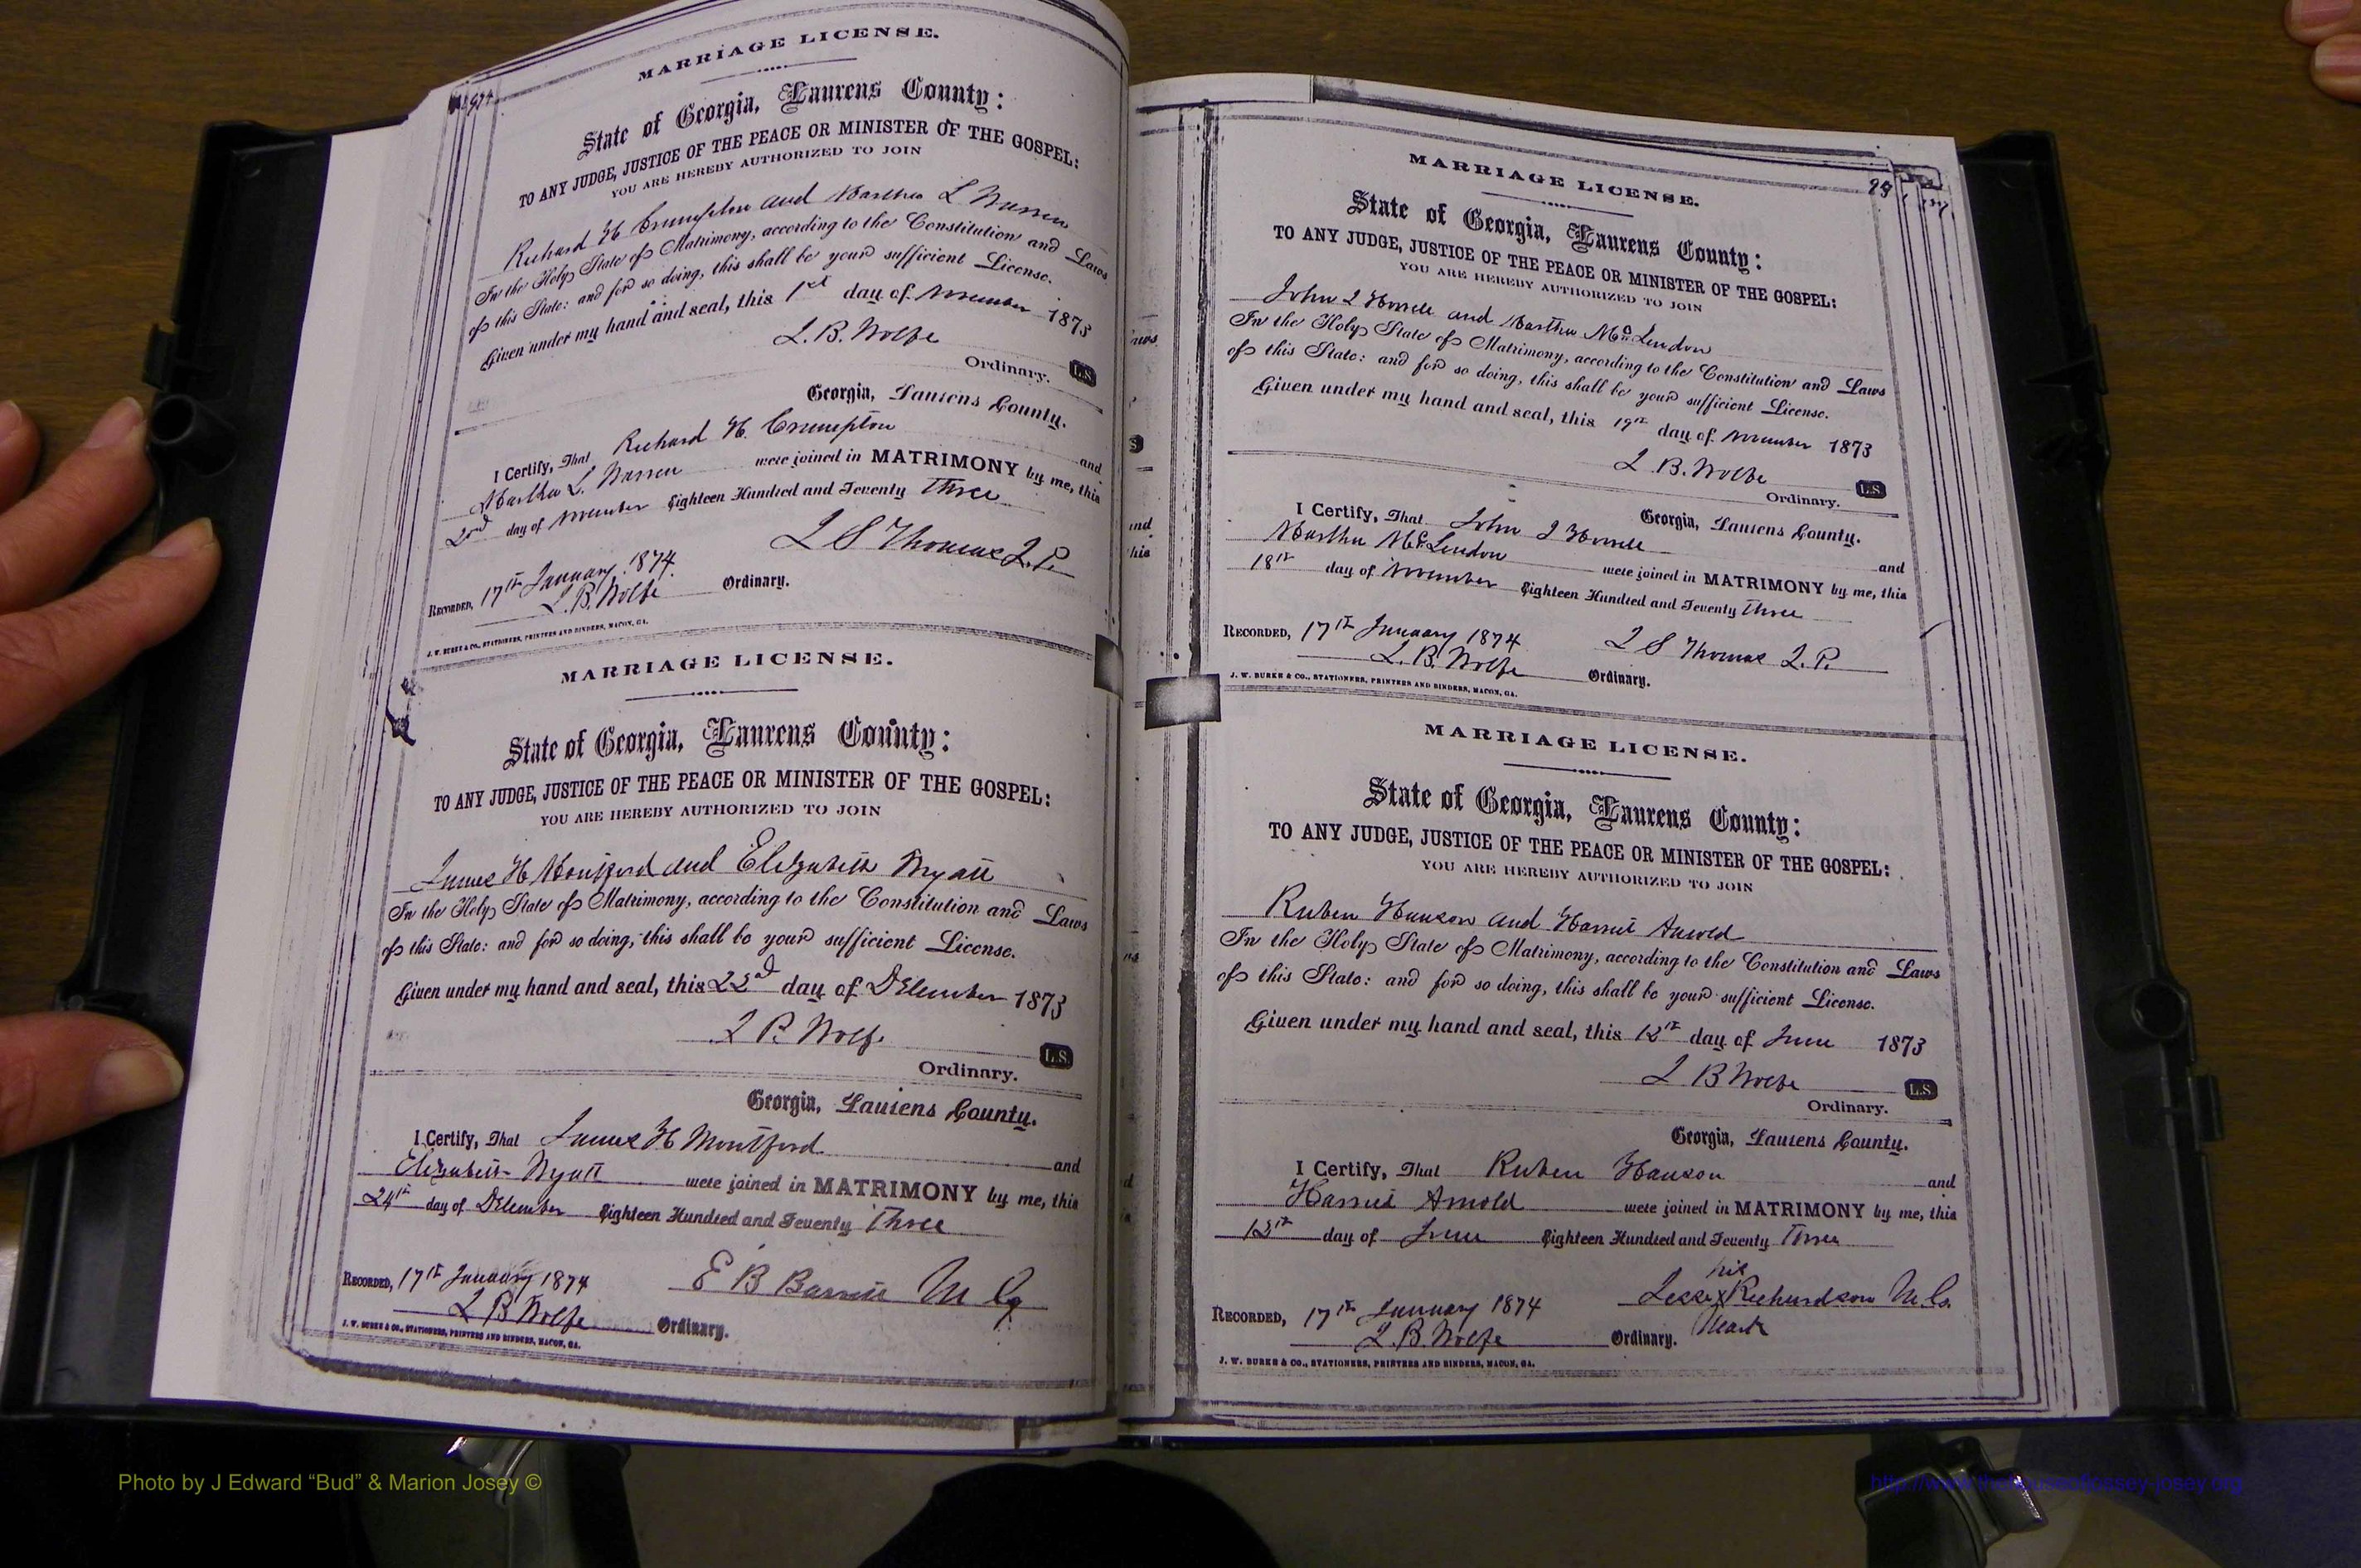 MARRIAGE LICENSE.
State of Georgia, Laurens County:
TO ANY JUDGE, JUSTICE OF THE PEACE OR MINISTER OF THE GOSPEL:
YOU ARE HEREBY AUTHORIZED TO JOIN
Richard H Crumpton and Martha L Warren
In the Holy State of Matrimony, according to the Constitution and Laws
of this State: and for so doing, this shall be your sufficient License.
Given under my hand and seal, this 1st day of November 1873
L. B. Wolfe
Ordinary. L.S.
Georgia, Laurens County.
I Certify, That Richard H. Crumpton and
Martha L. Warren were joined in MATRIMONY by me, this
2nd day of November Eighteen Hundred and Seventy Three
L S Thomas J. P.
RECORDED, 17th January 1874.
L. B. Wolfe Ordinary.
J. W. BURKE & CO., STATIONERS, PRINTERS AND BINDERS, MACON, GA.
MARRIAGE LICENSE.
State of Georgia, Laurens County:
TO ANY JUDGE, JUSTICE OF THE PEACE OR MINISTER OF THE GOSPEL:
YOU ARE HEREBY AUTHORIZED TO JOIN
James H Montford and Elizabeth Wyatt
In the Holy State of Matrimony, according to the Constitution and Laws
of this State: and for so doing, this shall be your sufficient License.
Given under my hand and seal, this day of December 1873
L B. Wolfe
L.S.
Ordinary.
Georgia, Laurens County.
I Certify, That James H Montford and
Elizabeth Wyatt were joined in MATRIMONY by me, this
24th day of December Eighteen Hundred and Seventy Three
E B Barrie M G
RECORDED, 17th January 1874
L B Wolfe Ordinary.
J. W. BURKE & CO., STATIONERS, PRINTERS AND BINDERS, MACON, GA.
MARRIAGE LICENSE.
State of Georgia, Laurens County:
TO ANY JUDGE, JUSTICE OF THE PEACE OR MINISTER OF THE GOSPEL:
YOU ARE HEREBY AUTHORIZED TO JOIN
John and Martha McLendon
In the Holy State of Matrimony, according to the Constitution and Laws
of this State: and for so doing, this shall be your sufficient License.
Given under my hand and seal, this day of November 1873
L. B. Wolfe
Ordinary. L.S.
Georgia, Laurens County.
I Certify, That John and
Martha McLendon were joined in MATRIMONY by me, this
18th day of November Eighteen Hundred and Seventy Three
L S Thomas J. P.
RECORDED, 17th January 1874
L. B. Wolfe Ordinary.
J. W. BURKE & CO., STATIONERS, PRINTERS AND BINDERS, MACON, GA.
MARRIAGE LICENSE.
State of Georgia, Laurens County:
TO ANY JUDGE, JUSTICE OF THE PEACE OR MINISTER OF THE GOSPEL:
YOU ARE HEREBY AUTHORIZED TO JOIN
Ruben and Harriet Arnold
In the Holy State of Matrimony, according to the Constitution and Laws
of this State: and for so doing, this shall be your sufficient License.
Given under my hand and seal, this day of June 1873
L B Wolfe
L.S.
Ordinary.
Georgia, Laurens County.
I Certify, That Ruben and
Harriet Arnold were joined in MATRIMONY by me, this
day of June Eighteen Hundred and Seventy Three
his
Jesse X Richardson M. G.
Mark
RECORDED, 17th January 1874
L. B. Wolfe Ordinary.
J. W. BURKE & CO., STATIONERS, PRINTERS AND BINDERS, MACON, GA.
Photo by J Edward “Bud” & Marion Josey ©
http://www.thehouseofjossey-josey.org